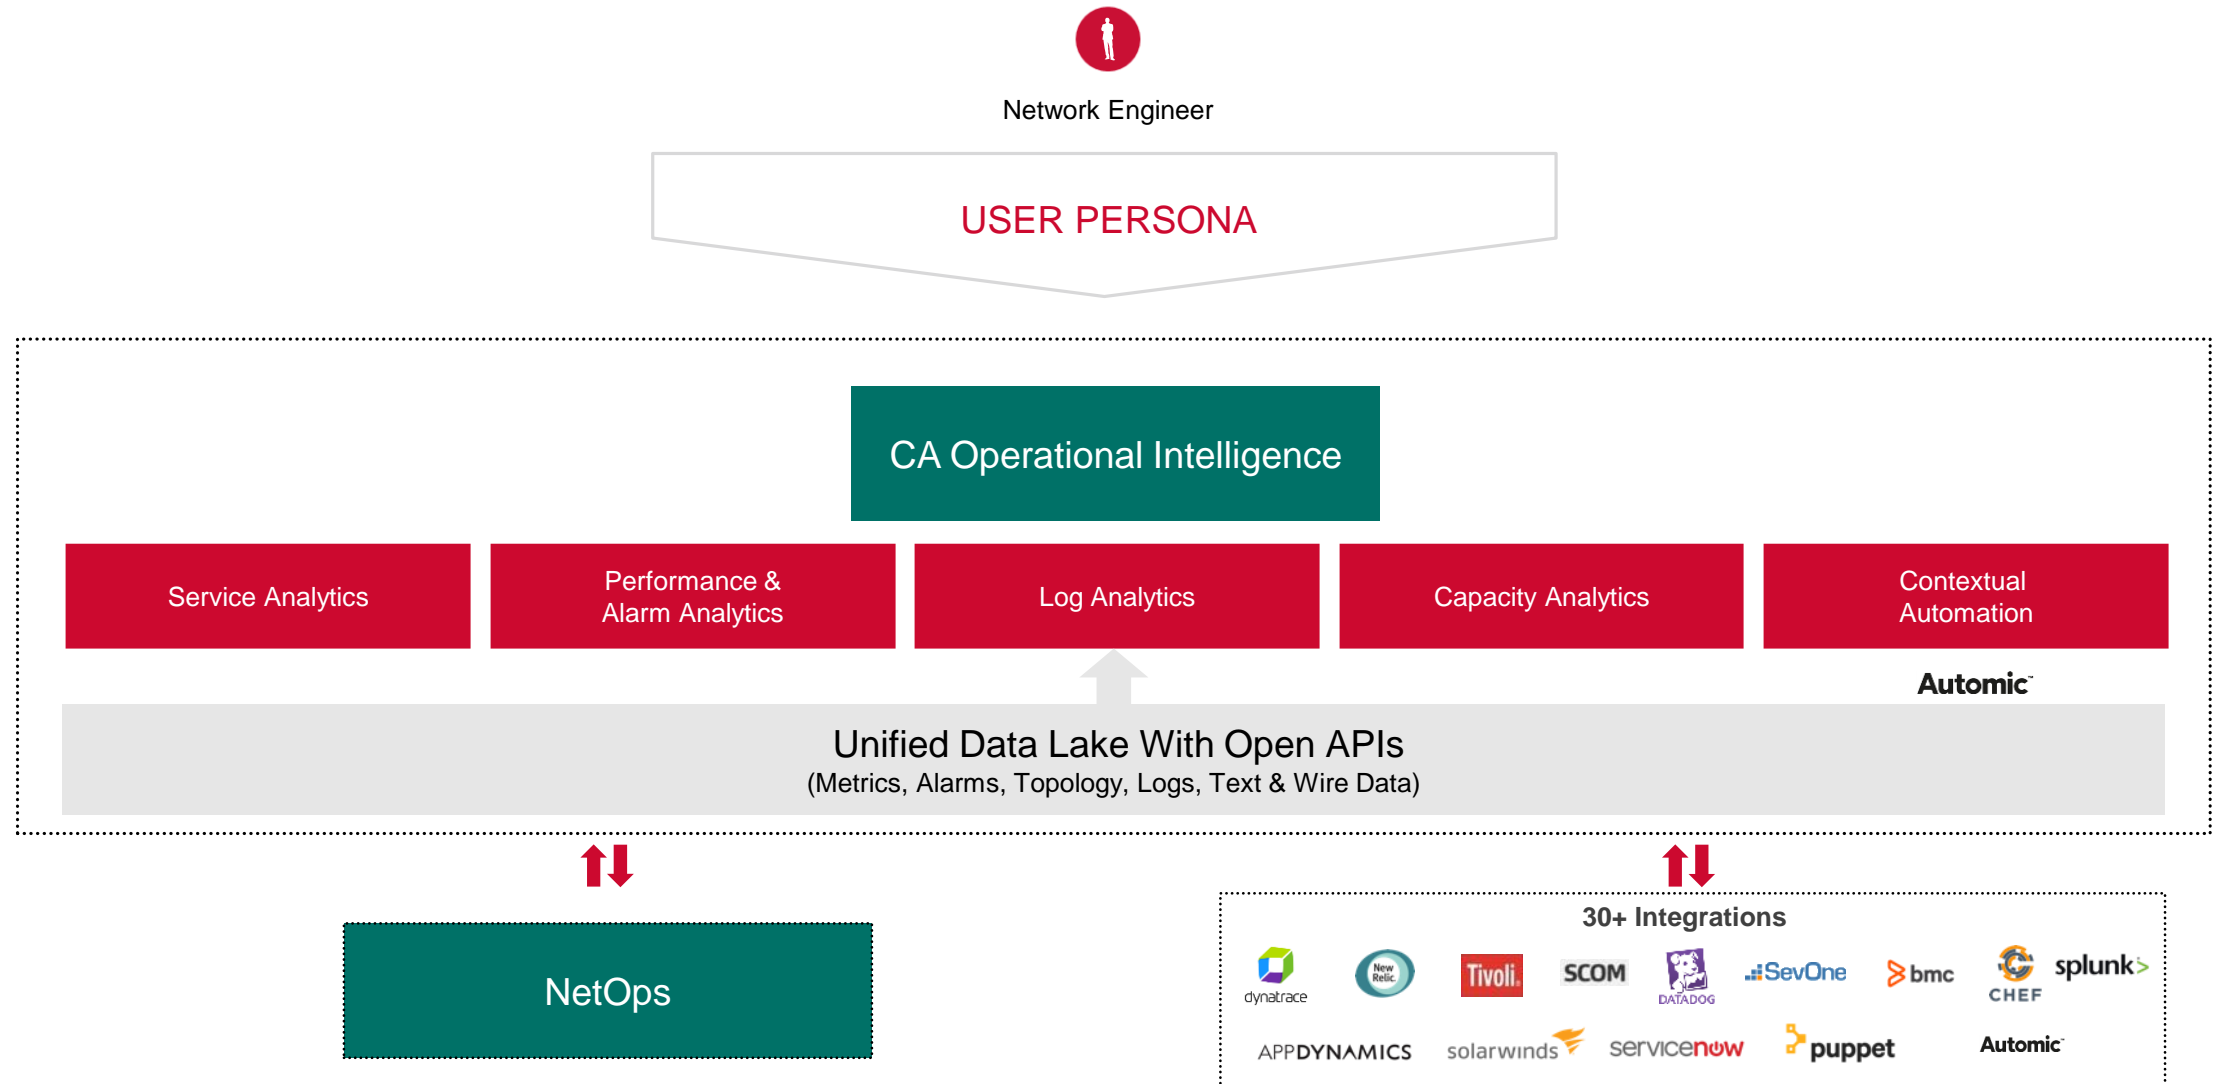 Network Engineer
USER PERSONA
CA Operational Intelligence
Service Analytics
Performance &
Alarm Analytics
Log Analytics
Capacity Analytics
Contextual
Automation
Automic™
Unified Data Lake With Open APIs
(Metrics, Alarms, Topology, Logs, Text & Wire Data)
NetOps
30+ Integrations
dynatrace
New
Relic.
Tivoli.
SCOM
DATADOG
SevOne
bmc
CHEF
splunk>
APPDYNAMICS
solarwinds
servicenow
puppet
Automic™